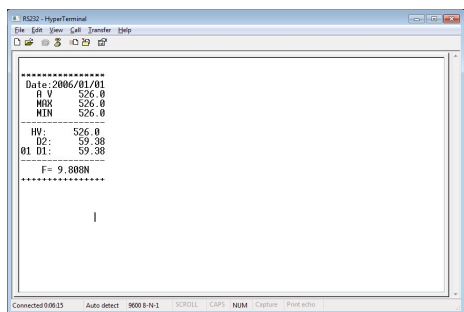 RS232 - HyperTerminal
File Edit View Call Transfer Help
****************
Date:2006/01/01
A V 526.0
MAX 526.0
MIN 526.0
----------------
HV: 526.0
D2: 59.38
01 D1: 59.38
----------------
F= 9.808N
++++++++++++++++
Connected 0:06:15 Auto detect 9600 8-N-1 SCROLL CAPS NUM Capture Print echo